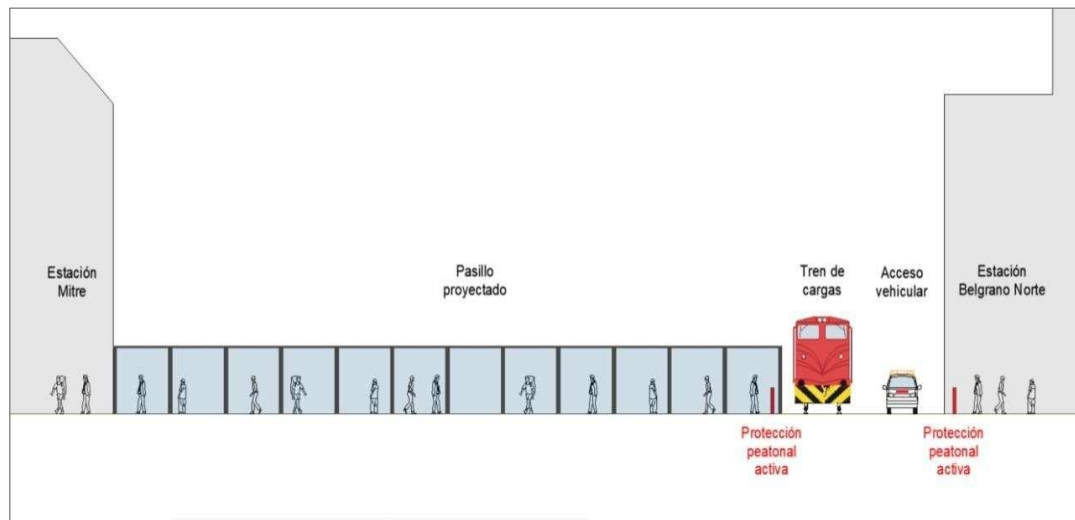 Estación
Mitre
Pasillo
proyectado
Tren de
cargas
Acceso
vehicular
Estación
Belgrano Norte
Protección
peatonal
activa
Protección
peatonal
activa